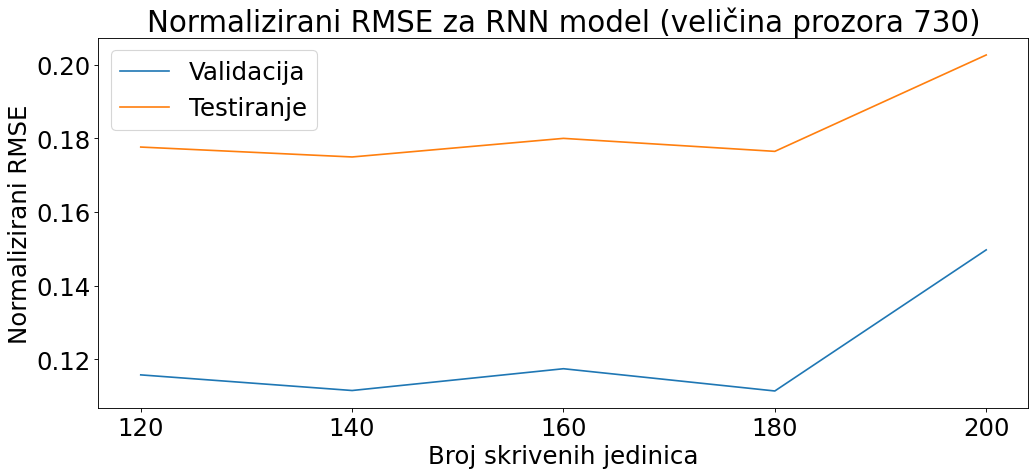 Normalizirani RMSE za RNN model (veličina prozora 730)
Validacija
Testiranje
Normalizirani RMSE
0.20
0.18
0.16
0.14
0.12
120 140 160 180 200
Broj skrivenih jedinica